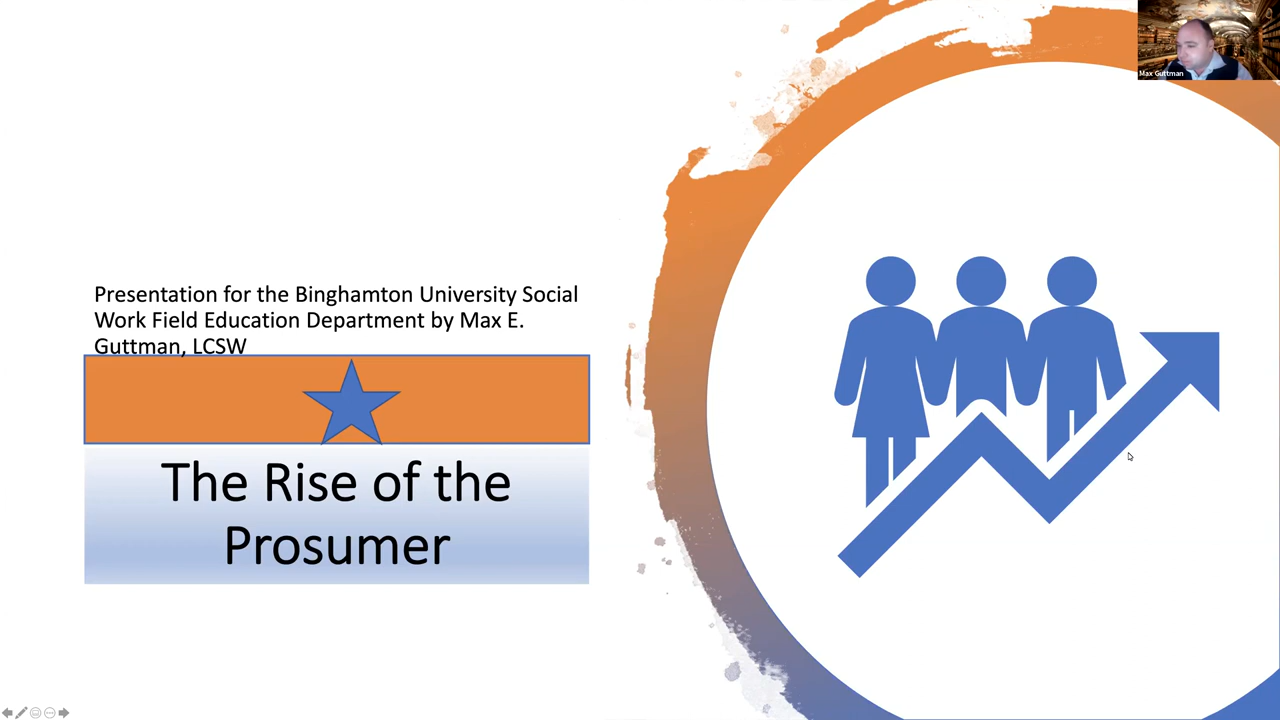 Max Guttman
Presentation for the Binghamton University Social
Work Field Education Department by Max E.
Guttman, LCSW
The Rise of the
Prosumer